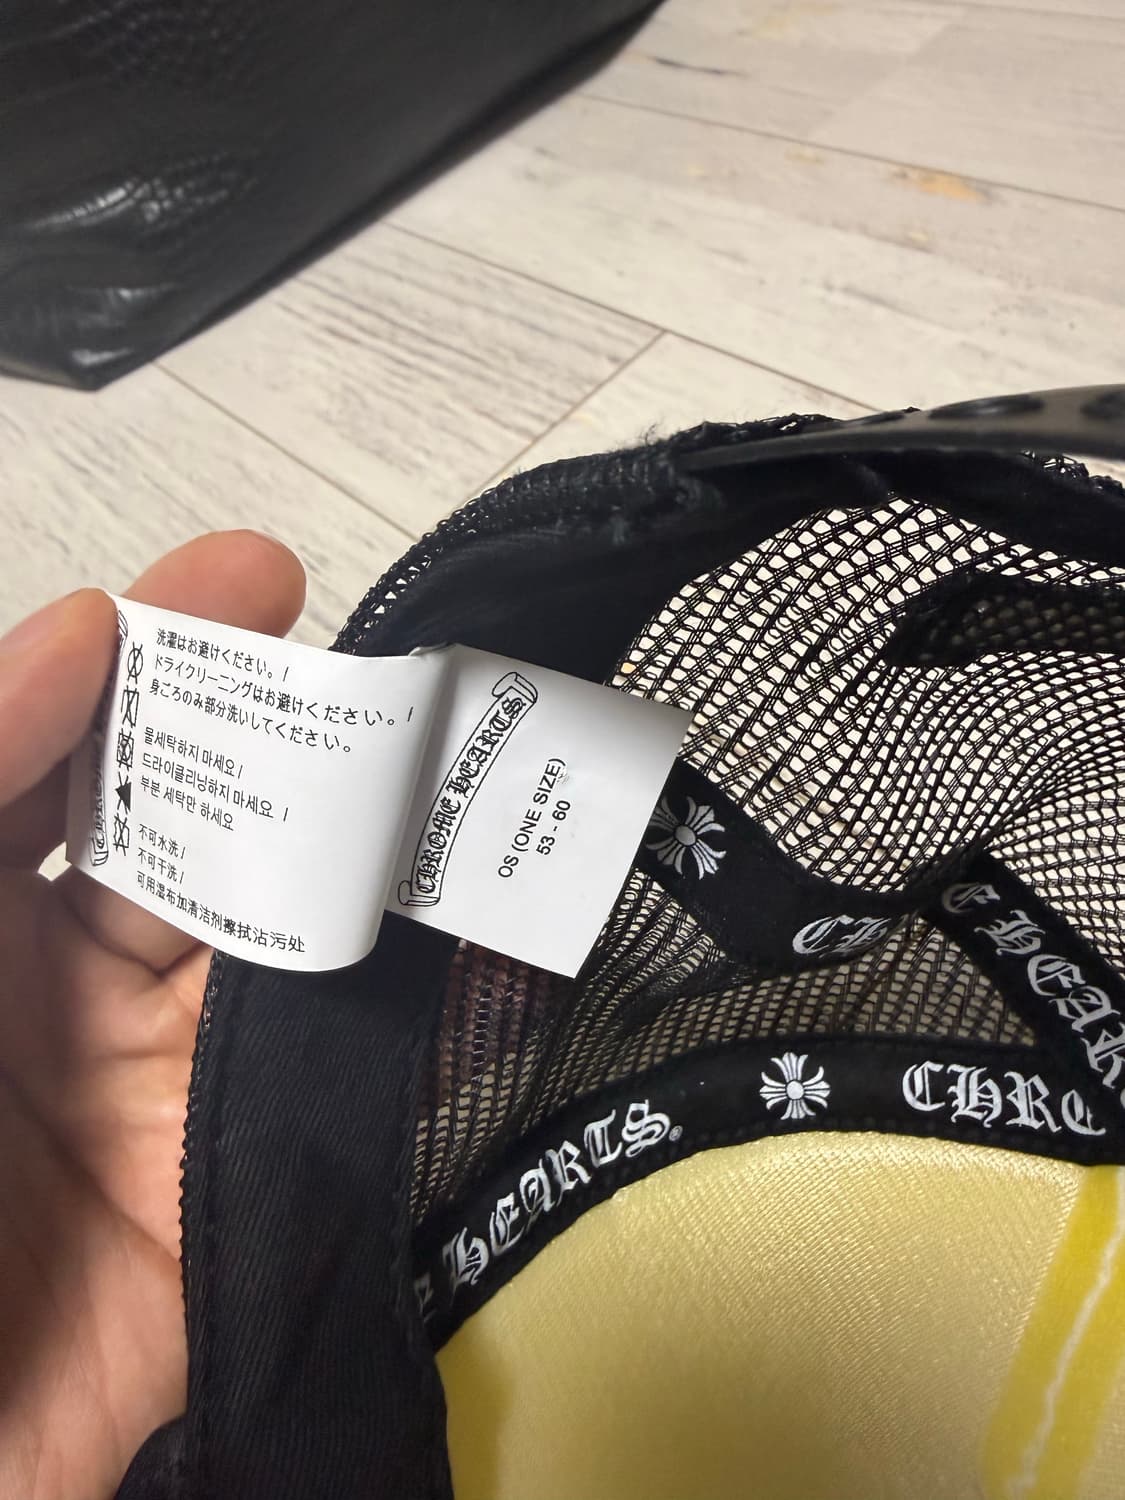 洗濯はお避けください。/
ドライクリーニングはお避けください。/
身ごろのみ部分洗いしてください。
물세탁하지 마세요/
드라이클리닝하지 마세요 /
부분 세탁만 하세요
不可水洗/
不可干洗/
可用湿布加清洁剂擦拭沾污处
CHROME HEARTS
OS (ONE SIZE)
53 - 60
CH
E HEAR
HEARTS® CHRO